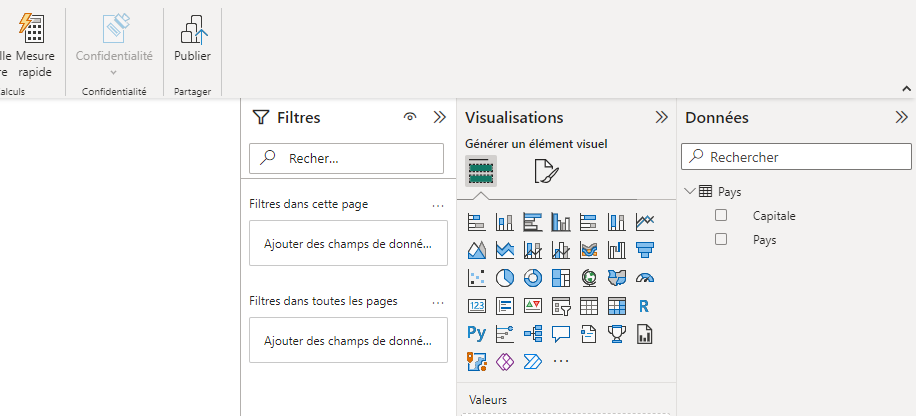 lle Mesure
re rapide
alculs
Confidentialité
Confidentialité
Publier
Partager
Filtres
Recher...
Filtres dans cette page
...
Ajouter des champs de donné...
Filtres dans toutes les pages
...
Ajouter des champs de donné...
Visualisations
Générer un élément visuel
123
R
Py
...
Valeurs
Données
Rechercher
Pays
Capitale
Pays